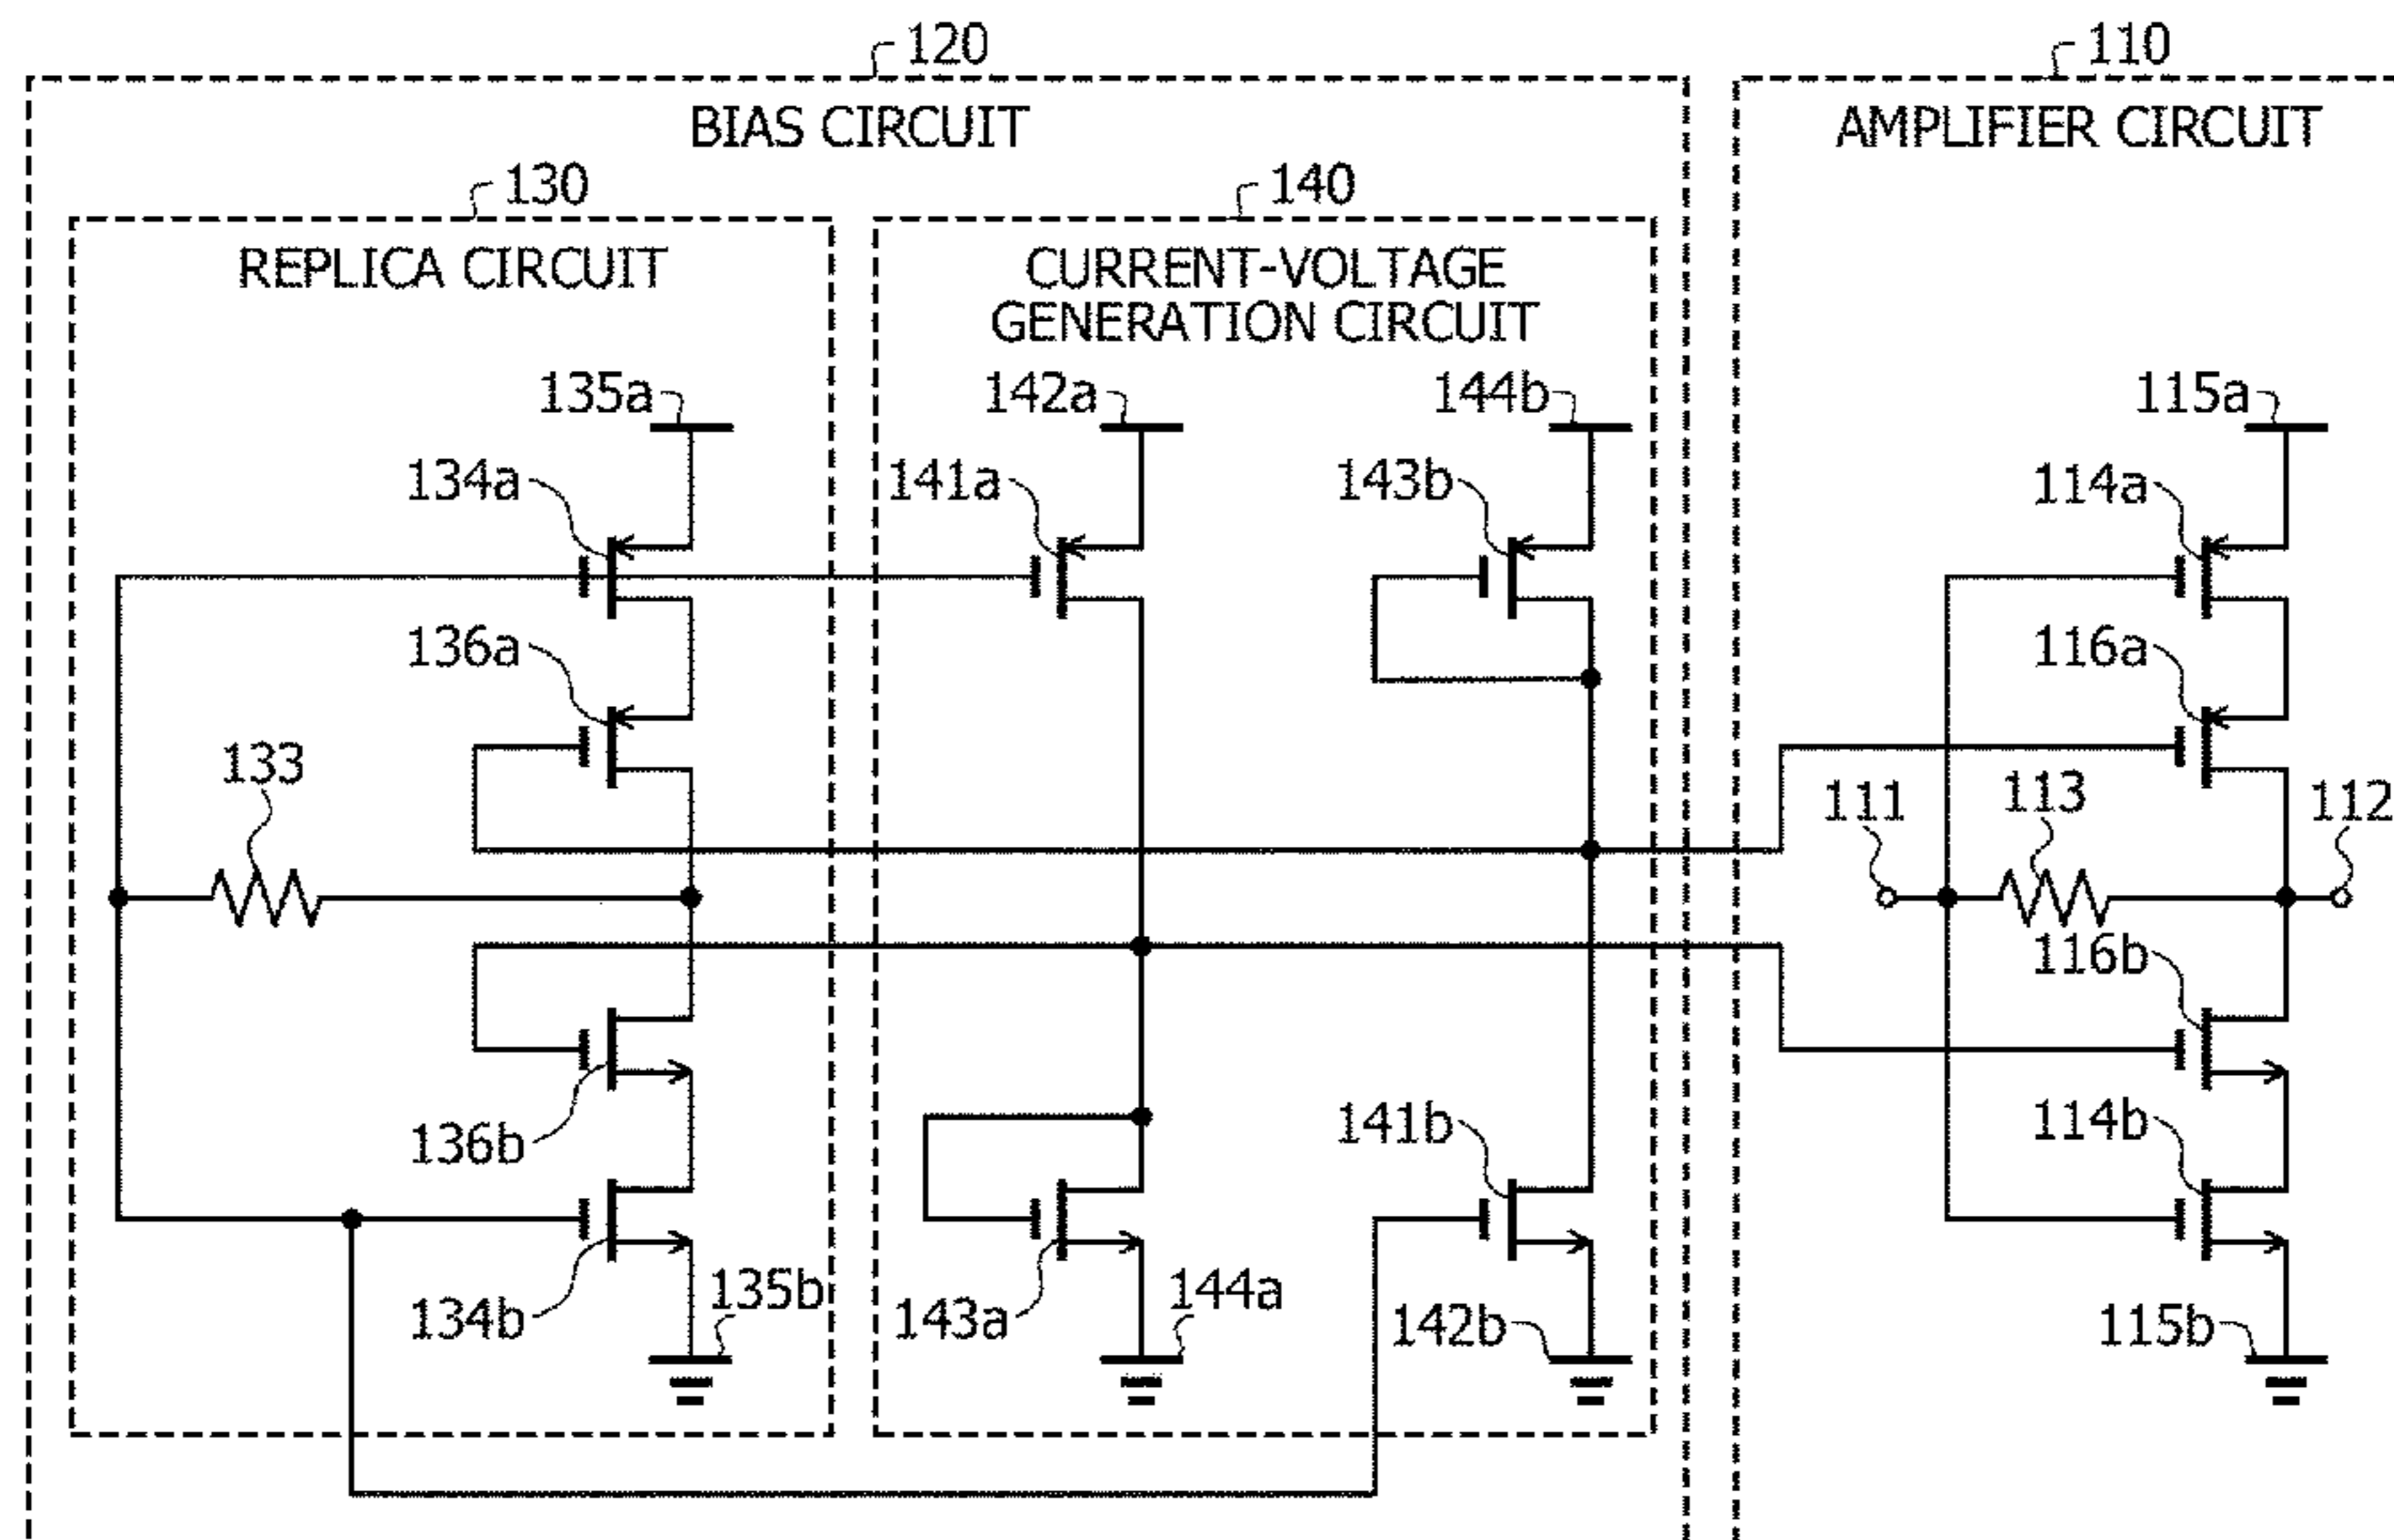 120
110
BIAS CIRCUIT
AMPLIFIER CIRCUIT
130
140
REPLICA CIRCUIT
CURRENT-VOLTAGE
GENERATION CIRCUIT
135a
142a
144b
115a
134a
141a
143b
114a
136a
116a
133
111
113
112
116b
136b
141b
114b
134b
135b
143a
144a
142b
115b